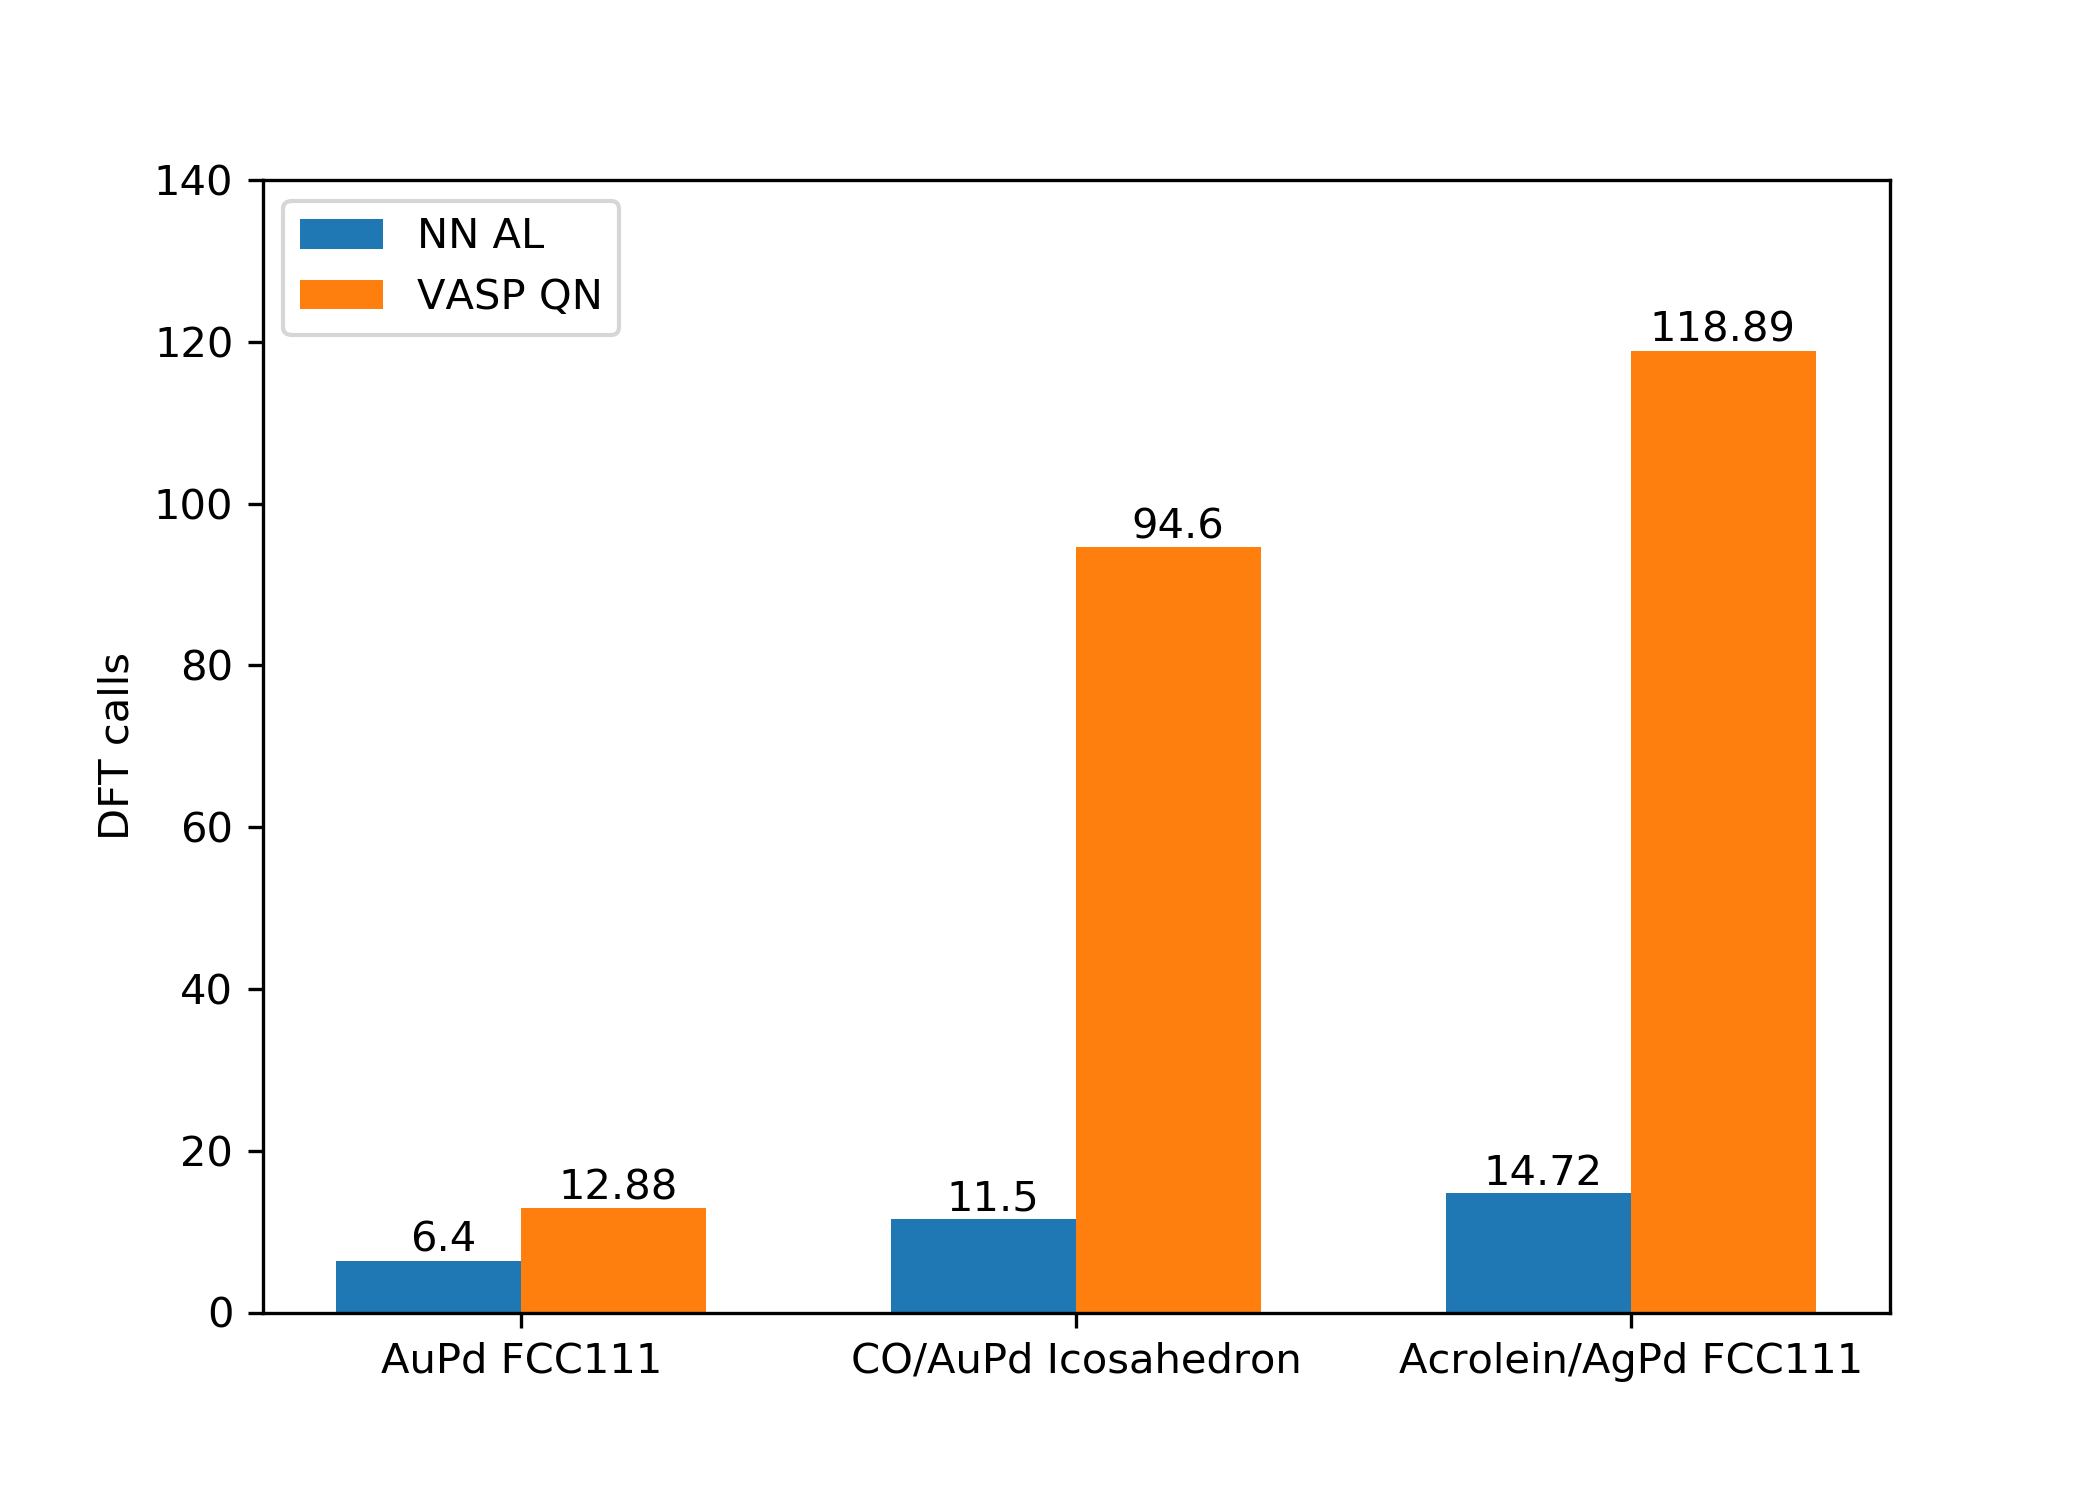 140
120
100
80
60
40
20
0
DFT calls
NN AL
VASP QN
6.4
12.88
11.5
94.6
14.72
118.89
AuPd FCC111
CO/AuPd Icosahedron
Acrolein/AgPd FCC111